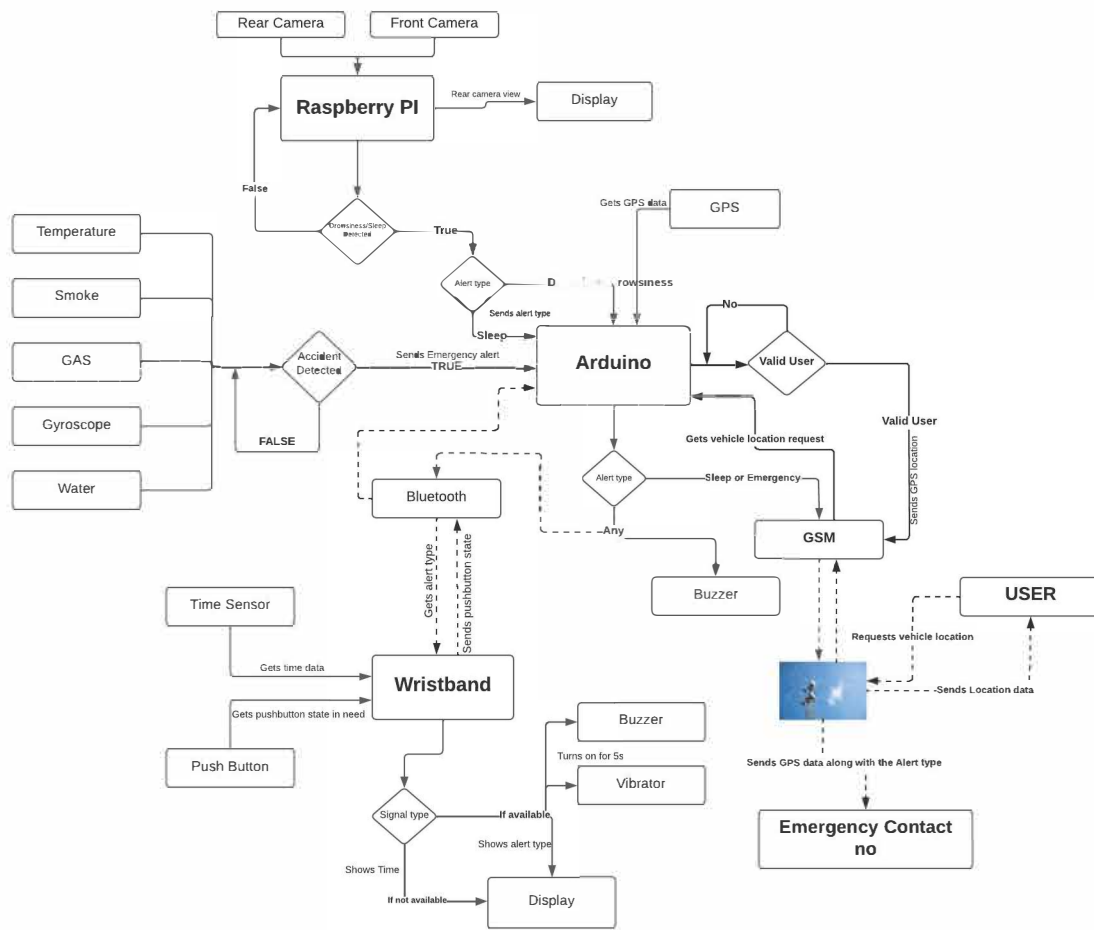 Rear Camera
Front Camera
Raspberry PI
Rear camera view
Display
False
Drowsiness/Sleep
Detected
True
Gets GPS data
GPS
Temperature
Smoke
GAS
Gyroscope
Water
Alert type
rowsiness
Sends alert type
Sleep
No
Accident
Detected
Sends Emergency alert
TRUE
Arduino
Valid User
FALSE
Valid User
Gets vehicle location request
Sends GPS location
Bluetooth
Alert type
Sleep or Emergency
Any
GSM
Gets alert type
Sends pushbutton state
Buzzer
Time Sensor
USER
Requests vehicle location
Gets time data
Wristband
Sends Location data
Gets pushbutton state in need
Push Button
Buzzer
Turns on for 5s
Vibrator
Sends GPS data along with the Alert type
Signal type
If available
Emergency Contact
no
Shows alert type
Shows Time
If not available
Display